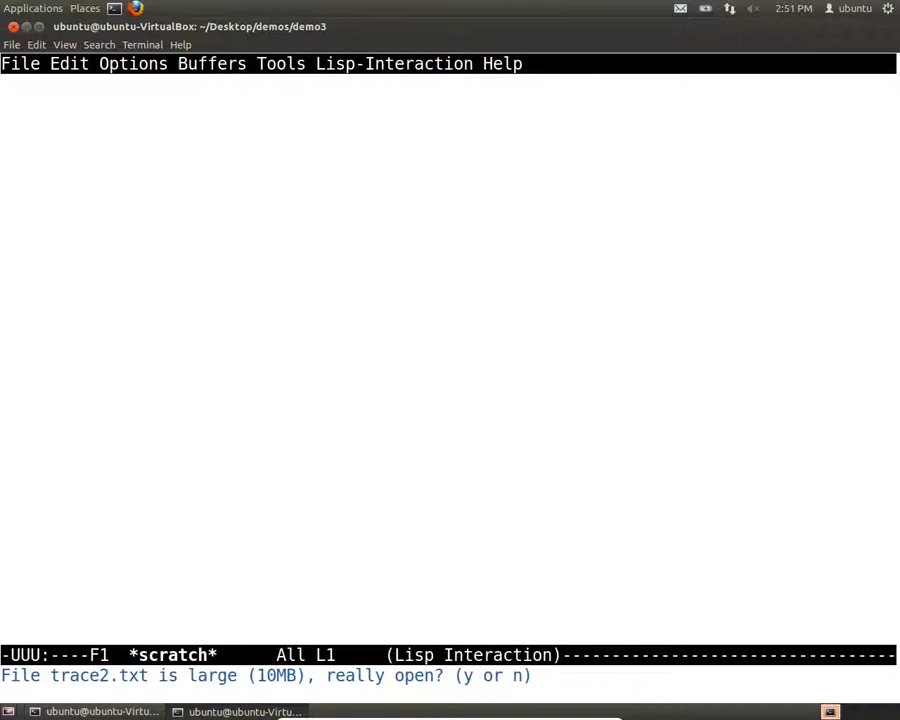 Applications Places 2:51 PM ubuntu
ubuntu@ubuntu-VirtualBox: ~/Desktop/demos/demo3
File Edit View Search Terminal Help
File Edit Options Buffers Tools Lisp-Interaction Help
-UUU:----F1 *scratch* All L1 (Lisp Interaction)----------------------------------
File trace2.txt is large (10MB), really open? (y or n)
ubuntu@ubuntu-Virtu... ubuntu@ubuntu-Virtu...